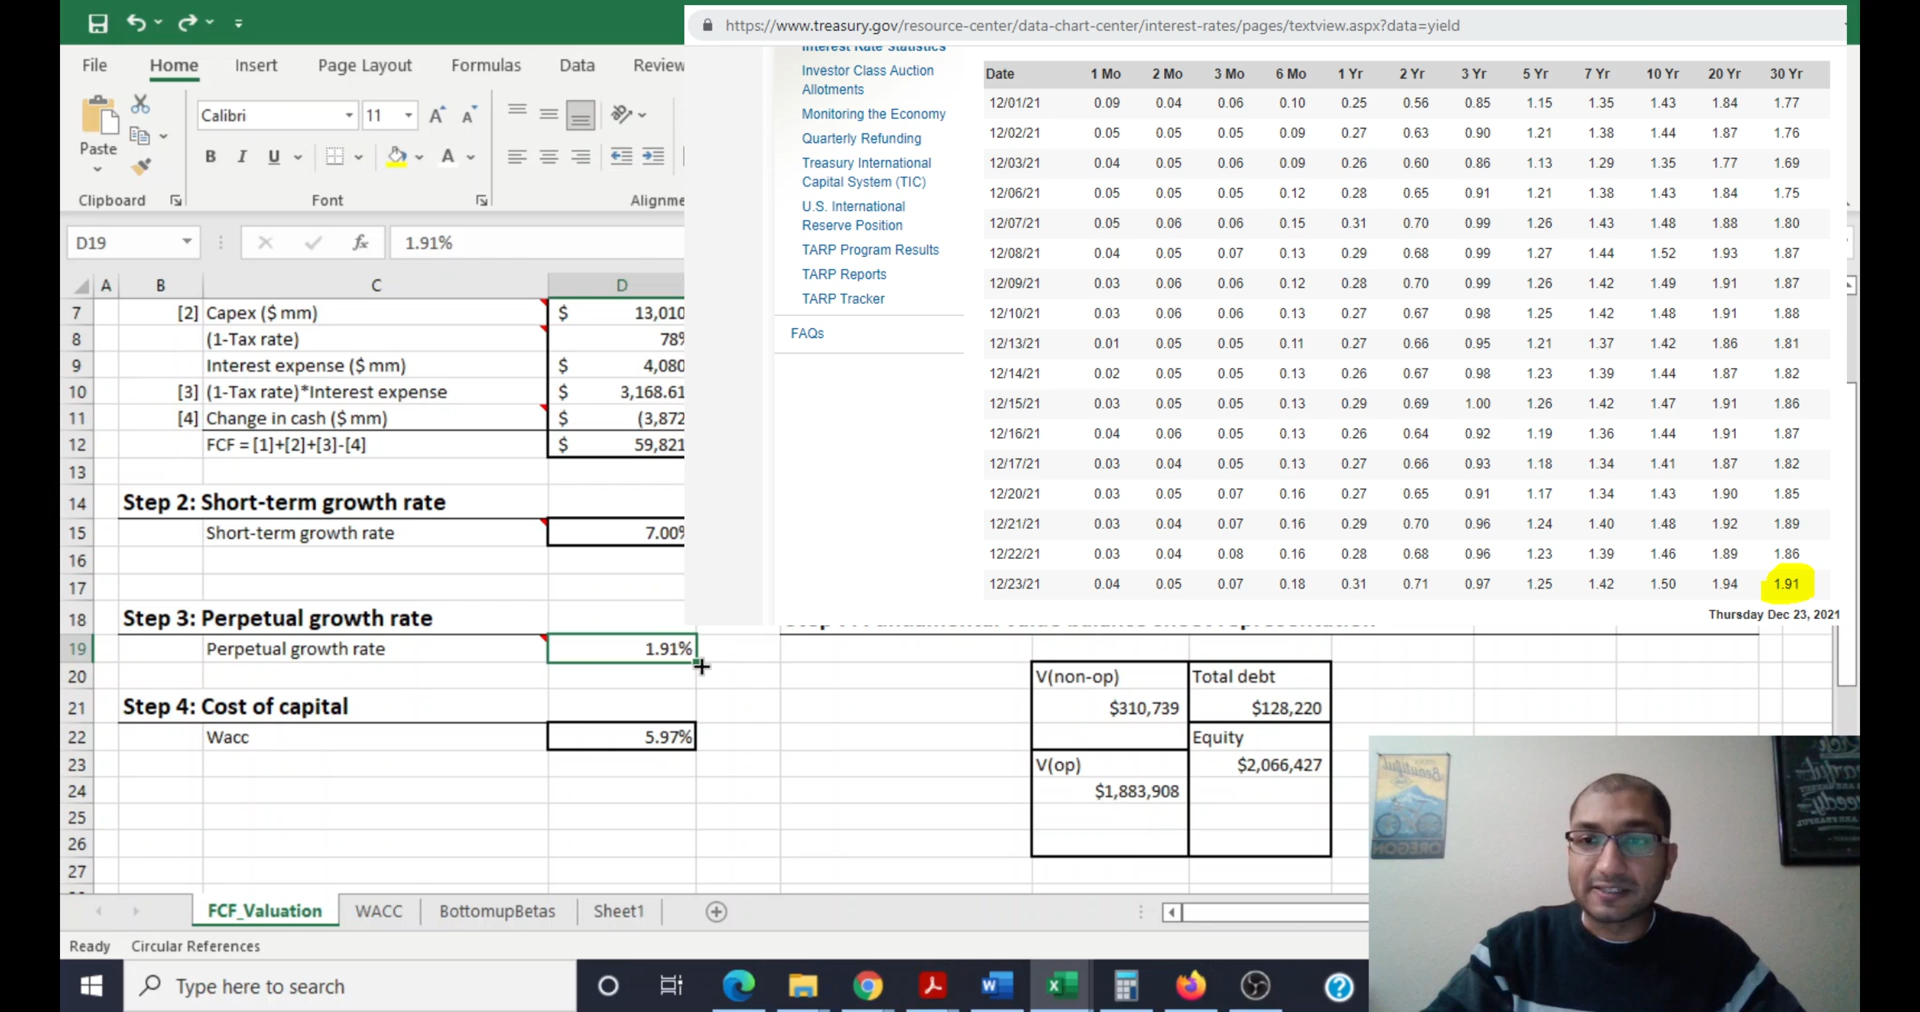 https://www.treasury.gov/resource-center/data-chart-center/interest-rates/pages/textview.aspx?data=yield
File Home Insert Page Layout Formulas Data Review
Calibri 11
Paste
B I U A
Clipboard Font Alignme
D19 fx 1.91%
A B C D
7 [2] Capex ($ mm) $ 13,010
8 (1-Tax rate) 78%
9 Interest expense ($ mm) $ 4,080
10 [3] (1-Tax rate)*Interest expense $ 3,168.61
11 [4] Change in cash ($ mm) $ (3,872
12 FCF = [1]+[2]+[3]-[4] $ 59,821
13
14 Step 2: Short-term growth rate
15 Short-term growth rate 7.00%
16
17
18 Step 3: Perpetual growth rate
19 Perpetual growth rate 1.91%
20
21 Step 4: Cost of capital
22 Wacc 5.97%
23
24
25
26
27
Interest Rate Statistics
Investor Class Auction
Allotments
Monitoring the Economy
Quarterly Refunding
Treasury International
Capital System (TIC)
U.S. International
Reserve Position
TARP Program Results
TARP Reports
TARP Tracker
FAQs
Date 1 Mo 2 Mo 3 Mo 6 Mo 1 Yr 2 Yr 3 Yr 5 Yr 7 Yr 10 Yr 20 Yr 30 Yr
12/01/21 0.09 0.04 0.06 0.10 0.25 0.56 0.85 1.15 1.35 1.43 1.84 1.77
12/02/21 0.05 0.05 0.05 0.09 0.27 0.63 0.90 1.21 1.38 1.44 1.87 1.76
12/03/21 0.04 0.05 0.06 0.09 0.26 0.60 0.86 1.13 1.29 1.35 1.77 1.69
12/06/21 0.05 0.05 0.05 0.12 0.28 0.65 0.91 1.21 1.38 1.43 1.84 1.75
12/07/21 0.05 0.06 0.06 0.15 0.31 0.70 0.99 1.26 1.43 1.48 1.88 1.80
12/08/21 0.04 0.05 0.07 0.13 0.29 0.68 0.99 1.27 1.44 1.52 1.93 1.87
12/09/21 0.03 0.06 0.06 0.12 0.28 0.70 0.99 1.26 1.42 1.49 1.91 1.87
12/10/21 0.03 0.06 0.06 0.13 0.27 0.67 0.98 1.25 1.42 1.48 1.91 1.88
12/13/21 0.01 0.05 0.05 0.11 0.27 0.66 0.95 1.21 1.37 1.42 1.86 1.81
12/14/21 0.02 0.05 0.05 0.13 0.26 0.67 0.98 1.23 1.39 1.44 1.87 1.82
12/15/21 0.03 0.05 0.05 0.13 0.29 0.69 1.00 1.26 1.42 1.47 1.91 1.86
12/16/21 0.04 0.06 0.05 0.13 0.26 0.64 0.92 1.19 1.36 1.44 1.91 1.87
12/17/21 0.03 0.04 0.05 0.13 0.27 0.66 0.93 1.18 1.34 1.41 1.87 1.82
12/20/21 0.03 0.05 0.07 0.16 0.27 0.65 0.91 1.17 1.34 1.43 1.90 1.85
12/21/21 0.03 0.04 0.07 0.16 0.29 0.70 0.96 1.24 1.40 1.48 1.92 1.89
12/22/21 0.03 0.04 0.08 0.16 0.28 0.68 0.96 1.23 1.39 1.46 1.89 1.86
12/23/21 0.04 0.05 0.07 0.18 0.31 0.71 0.97 1.25 1.42 1.50 1.94 1.91
Thursday Dec 23, 2021
V(non-op) Total debt
$310,739 $128,220
Equity
V(op) $2,066,427
$1,883,908
FCF_Valuation WACC BottomupBetas Sheet1
Ready Circular References
Type here to search